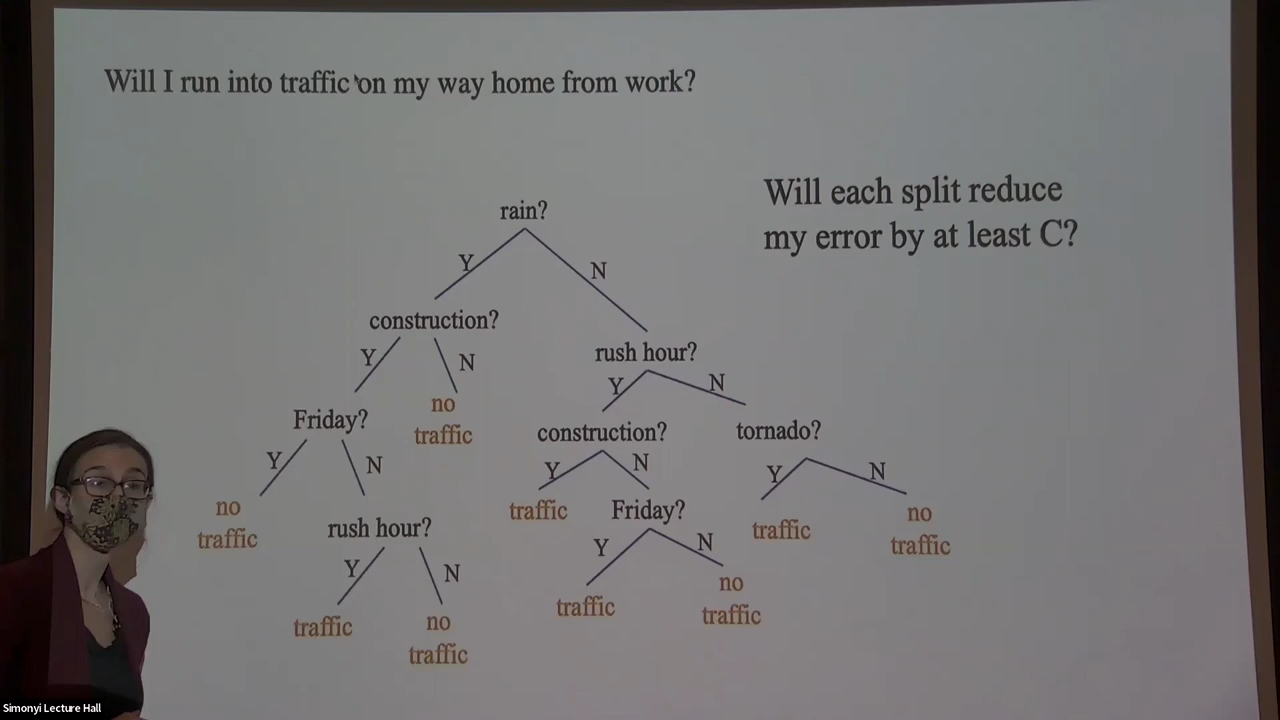 Will I run into traffic on my way home from work?
Will each split reduce
my error by at least C?
rain?
Y
N
construction?
Y
N
rush hour?
Y
N
Friday?
no
traffic
construction?
tornado?
Y
N
Y
N
Y
N
no
traffic
rush hour?
traffic
Friday?
traffic
no
traffic
Y
N
Y
N
traffic
no
traffic
traffic
no
traffic
Simonyi Lecture Hall